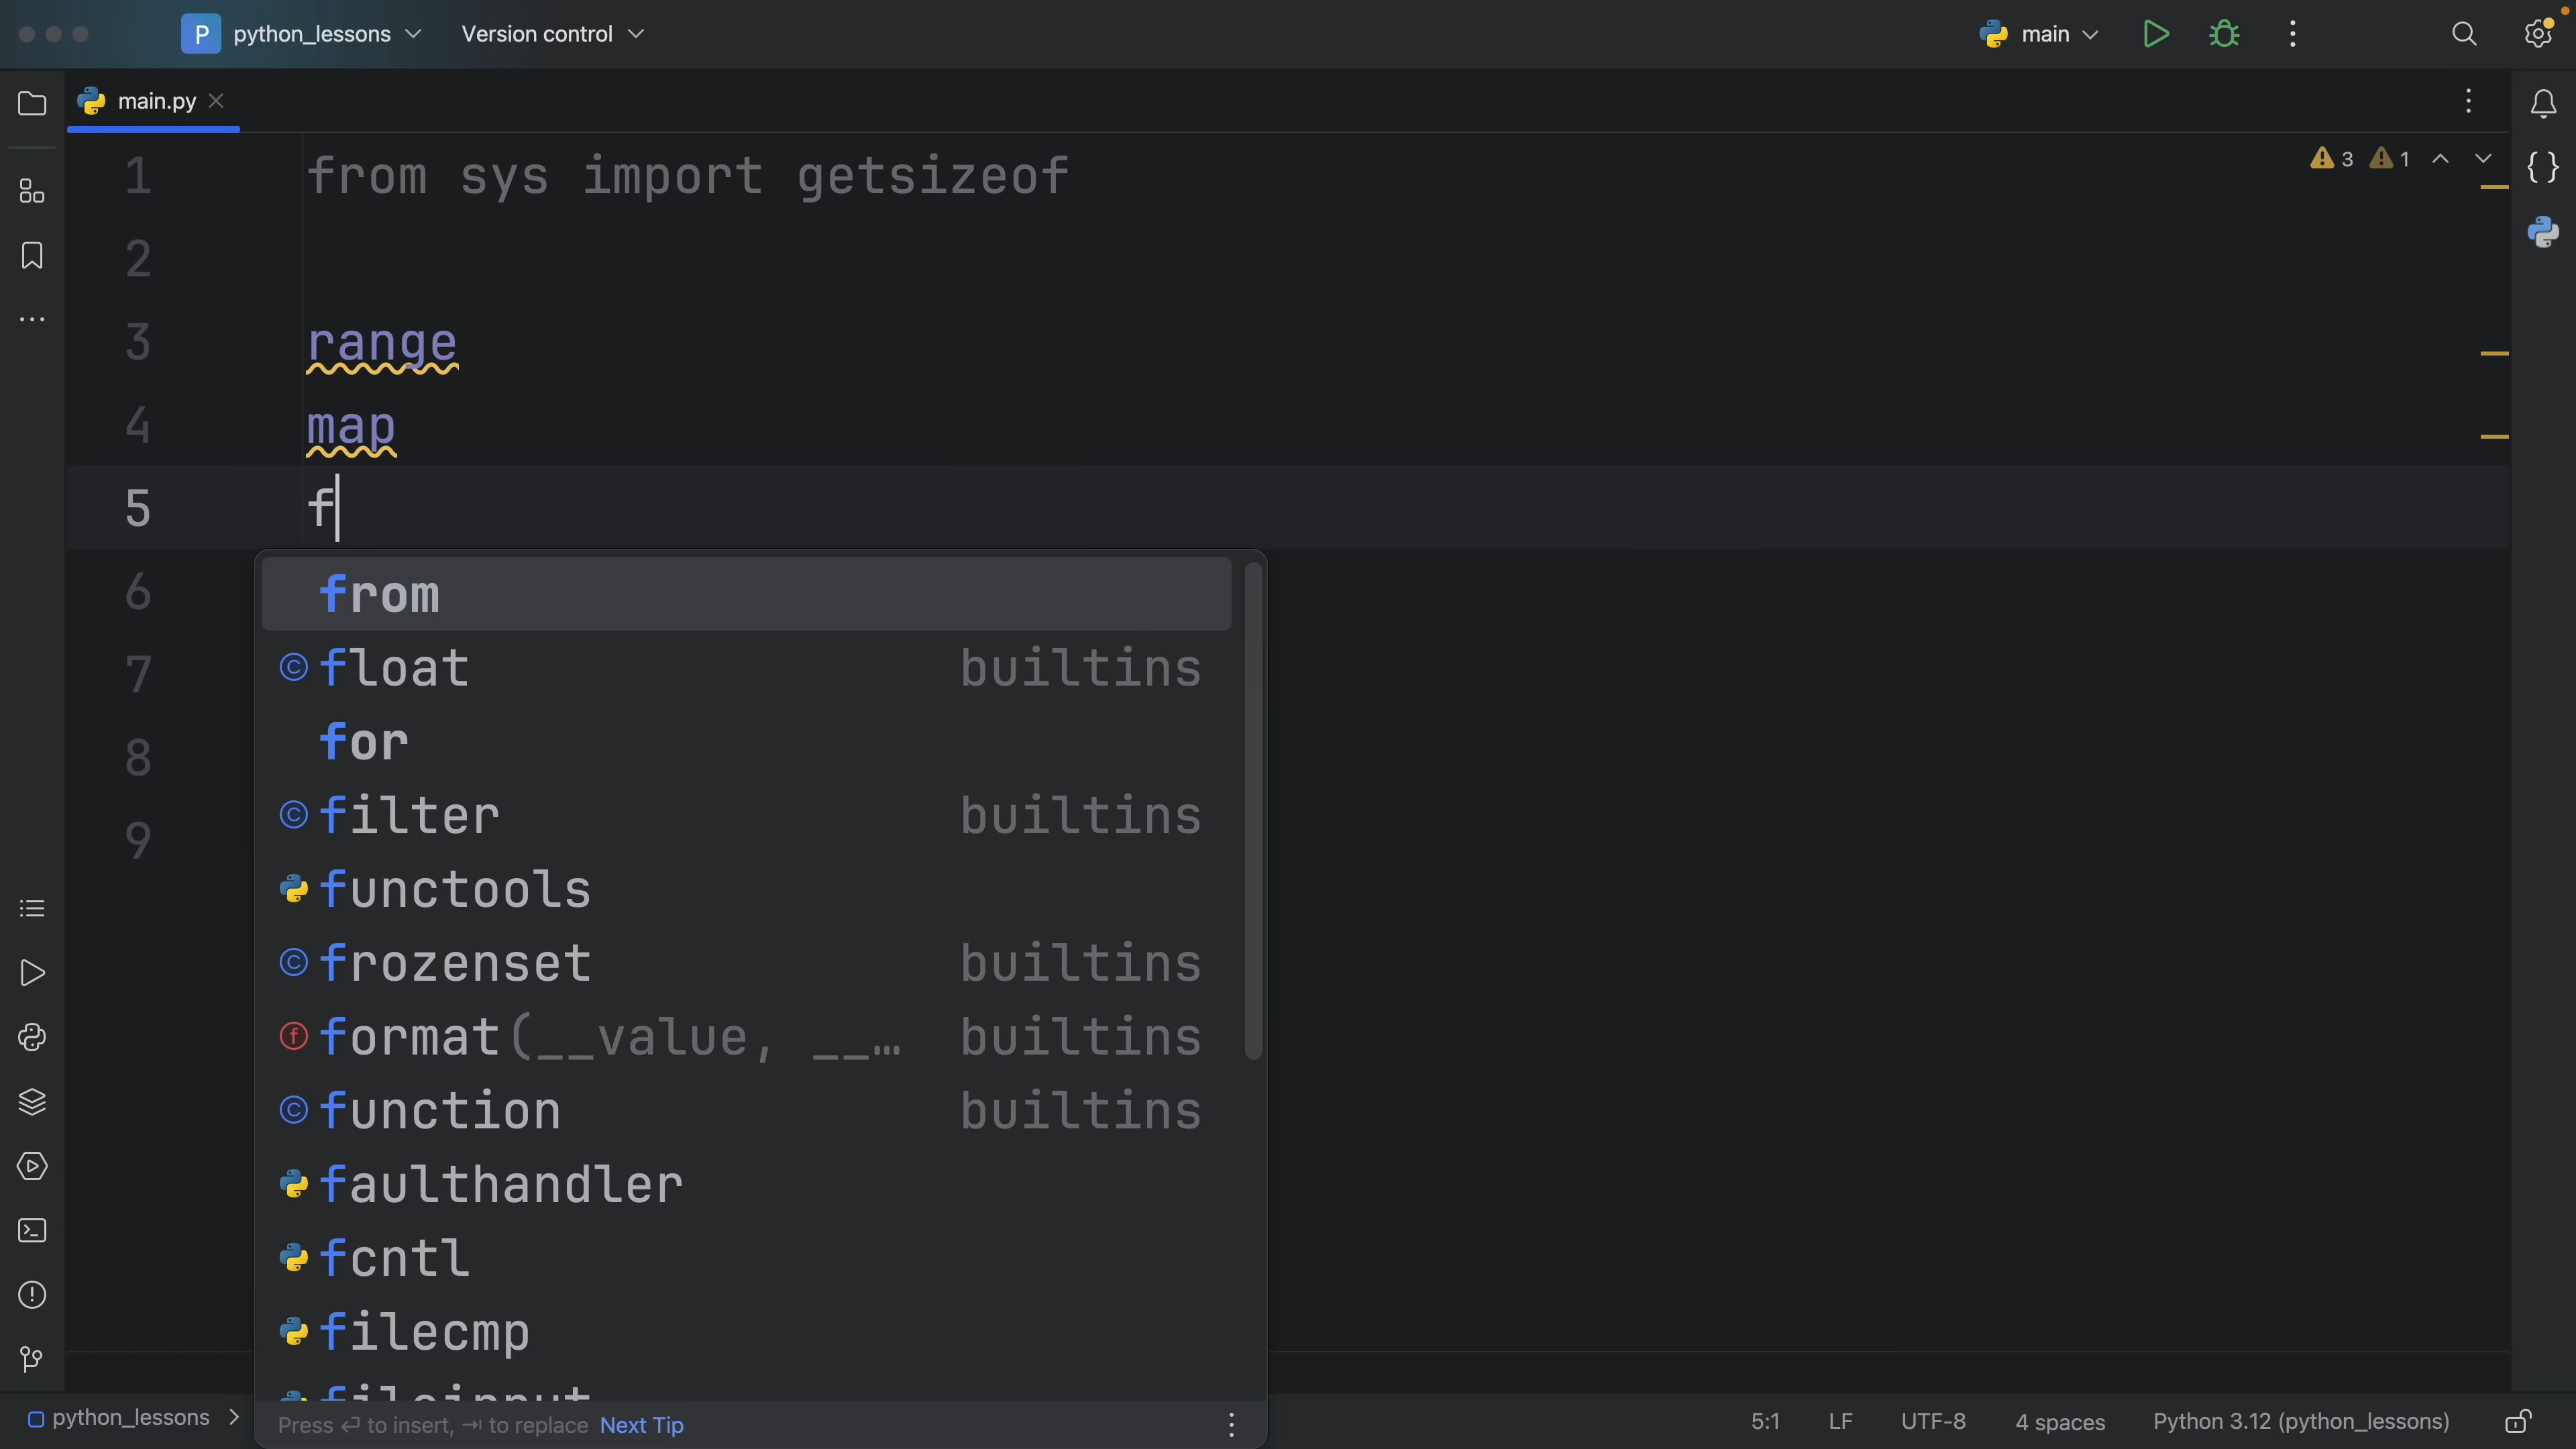 P python_lessons Version control main
main.py
3 1
1 from sys import getsizeof
2
3 range
4 map
5 f
6
7
8
9
from
float builtins
for
filter builtins
functools
frozenset builtins
format(__value, __… builtins
function builtins
faulthandler
fcntl
filecmp
fileinput
Press ↵ to insert, ⇥ to replace Next Tip
python_lessons > 5:1 LF UTF-8 4 spaces Python 3.12 (python_lessons)